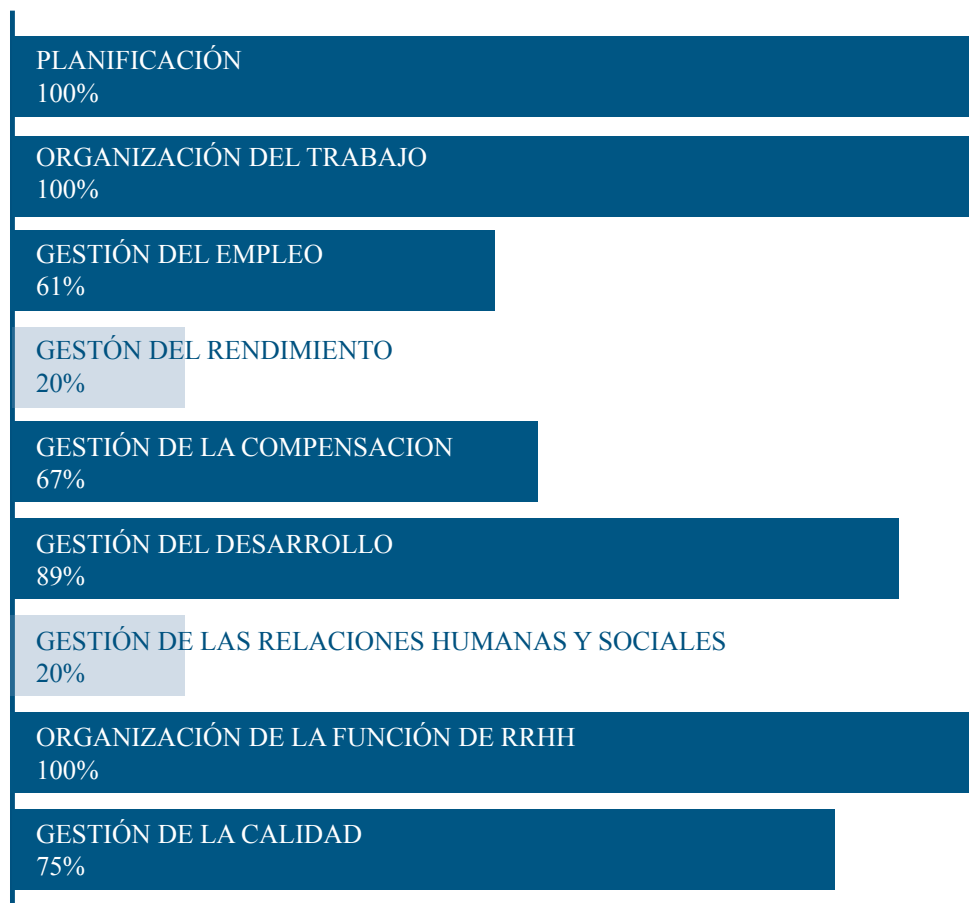 PLANIFICACIÓN
100%
ORGANIZACIÓN DEL TRABAJO
100%
GESTIÓN DEL EMPLEO
61%
GESTÓN DEL RENDIMIENTO
20%
GESTIÓN DE LA COMPENSACION
67%
GESTIÓN DEL DESARROLLO
89%
GESTIÓN DE LAS RELACIONES HUMANAS Y SOCIALES
20%
ORGANIZACIÓN DE LA FUNCIÓN DE RRHH
100%
GESTIÓN DE LA CALIDAD
75%